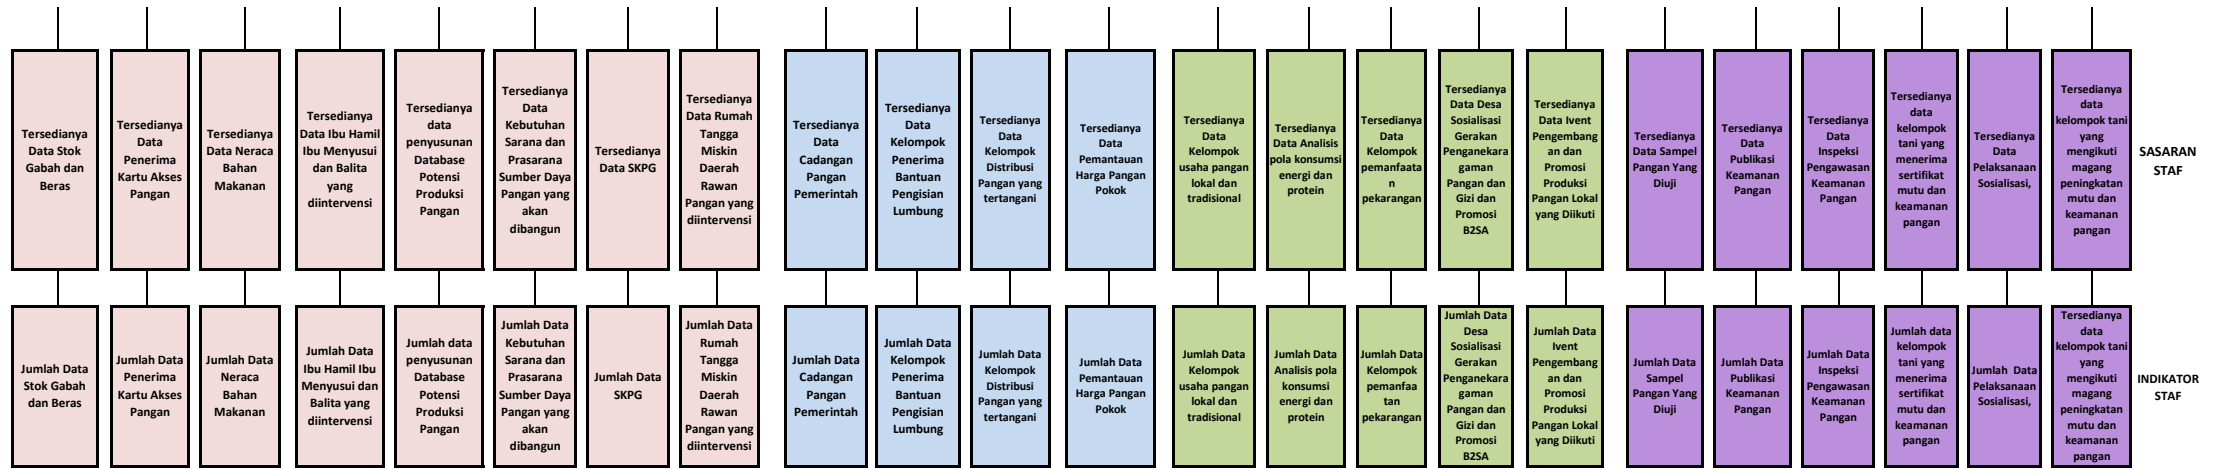 Tersedianya
Data Stok
Gabah dan
Beras
Tersedianya
Data
Penerima
Kartu Akses
Pangan
Tersedianya
Data Neraca
Bahan
Makanan
Tersedianya
Data Ibu Hamil
Ibu Menyusui
dan Balita
yang
diintervensi
Tersedianya
data
penyusunan
Database
Potensi
Produksi
Pangan
Tersedianya
Data
Kebutuhan
Sarana dan
Prasarana
Sumber Daya
Pangan yang
akan
dibangun
Tersedianya
Data SKPG
Tersedianya
Data Rumah
Tangga
Miskin
Daerah
Rawan
Pangan yang
diintervensi
Tersedianya
Data
Cadangan
Pangan
Pemerintah
Tersedianya
Data
Kelompok
Penerima
Bantuan
Pengisian
Lumbung
Tersedianya
Data
Kelompok
Distribusi
Pangan yang
tertangani
Tersedianya
Data
Pemantauan
Harga Pangan
Pokok
Tersedianya
Data
Kelompok
usaha pangan
lokal dan
tradisional
Tersedianya
Data Analisis
pola konsumsi
energi dan
protein
Tersedianya
Data
Kelompok
pemanfaata
n
pekarangan
Tersedianya
Data Desa
Sosialisasi
Gerakan
Penganekara
gaman
Pangan dan
Gizi dan
Promosi
B2SA
Tersedianya
Data Ivent
Pengembang
an dan
Promosi
Produksi
Pangan Lokal
yang Diikuti
Tersedianya
Data Sampel
Pangan Yang
Diuji
Tersedianya
Data
Publikasi
Keamanan
Pangan
Tersedianya
Data
Inspeksi
Pengawasan
Keamanan
Pangan
Tersedianya
data
kelompok
tani yang
menerima
sertifikat
mutu dan
keamanan
pangan
Tersedianya
Data
Pelaksanaan
Sosialisasi,
Tersedianya
data
kelompok tani
yang
mengikuti
magang
peningkatan
mutu dan
keamanan
pangan
SASARAN
STAF
Jumlah Data
Stok Gabah
dan Beras
Jumlah Data
Penerima
Kartu Akses
Pangan
Jumlah Data
Neraca
Bahan
Makanan
Jumlah Data
Ibu Hamil Ibu
Menyusui dan
Balita yang
diintervensi
Jumlah data
penyusunan
Database
Potensi
Produksi
Pangan
Jumlah Data
Kebutuhan
Sarana dan
Prasarana
Sumber Daya
Pangan yang
akan
dibangun
Jumlah Data
SKPG
Jumlah Data
Rumah
Tangga
Miskin
Daerah
Rawan
Pangan yang
diintervensi
Jumlah Data
Cadangan
Pangan
Pemerintah
Jumlah Data
Kelompok
Penerima
Bantuan
Pengisian
Lumbung
Jumlah Data
Kelompok
Distribusi
Pangan yang
tertangani
Jumlah Data
Pemantauan
Harga Pangan
Pokok
Jumlah Data
Kelompok
usaha pangan
lokal dan
tradisional
Jumlah Data
Analisis pola
konsumsi
energi dan
protein
Jumlah Data
Kelompok
pemanfaa
tan
pekarangan
Jumlah Data
Desa
Sosialisasi
Gerakan
Penganekara
gaman
Pangan dan
Gizi dan
Promosi
B2SA
Jumlah Data
Ivent
Pengembang
an dan
Promosi
Produksi
Pangan Lokal
yang Diikuti
Jumlah Data
Sampel
Pangan Yang
Diuji
Jumlah Data
Publikasi
Keamanan
Pangan
Jumlah Data
Inspeksi
Pengawasan
Keamanan
Pangan
Jumlah data
kelompok
tani yang
menerima
sertifikat
mutu dan
keamanan
pangan
Jumlah Data
Pelaksanaan
Sosialisasi,
Tersedianya
data
kelompok tani
yang
mengikuti
magang
peningkatan
mutu dan
keamanan
pangan
INDIKATOR
STAF